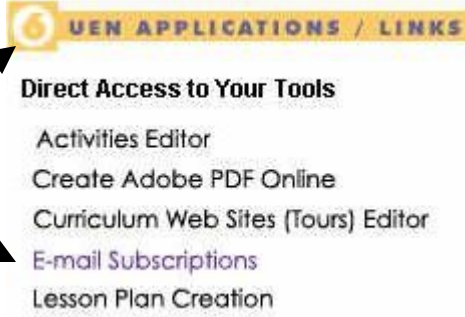 6 UEN APPLICATIONS / LINKS
Direct Access to Your Tools
Activities Editor
Create Adobe PDF Online
Curriculum Web Sites (Tours) Editor
E-mail Subscriptions
Lesson Plan Creation